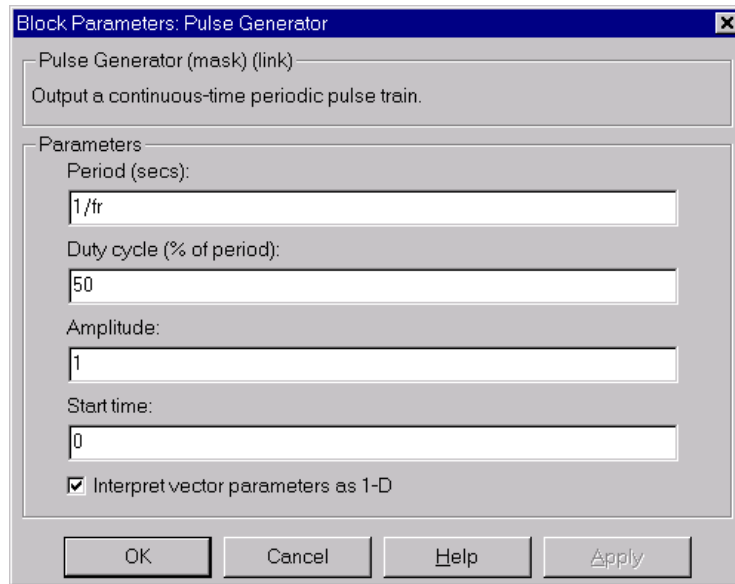 Block Parameters: Pulse Generator
Pulse Generator (mask) (link)
Output a continuous-time periodic pulse train.
Parameters
Period (secs):
1/fr
Duty cycle (% of period):
50
Amplitude:
1
Start time:
0
Interpret vector parameters as 1-D
OK Cancel Help Apply